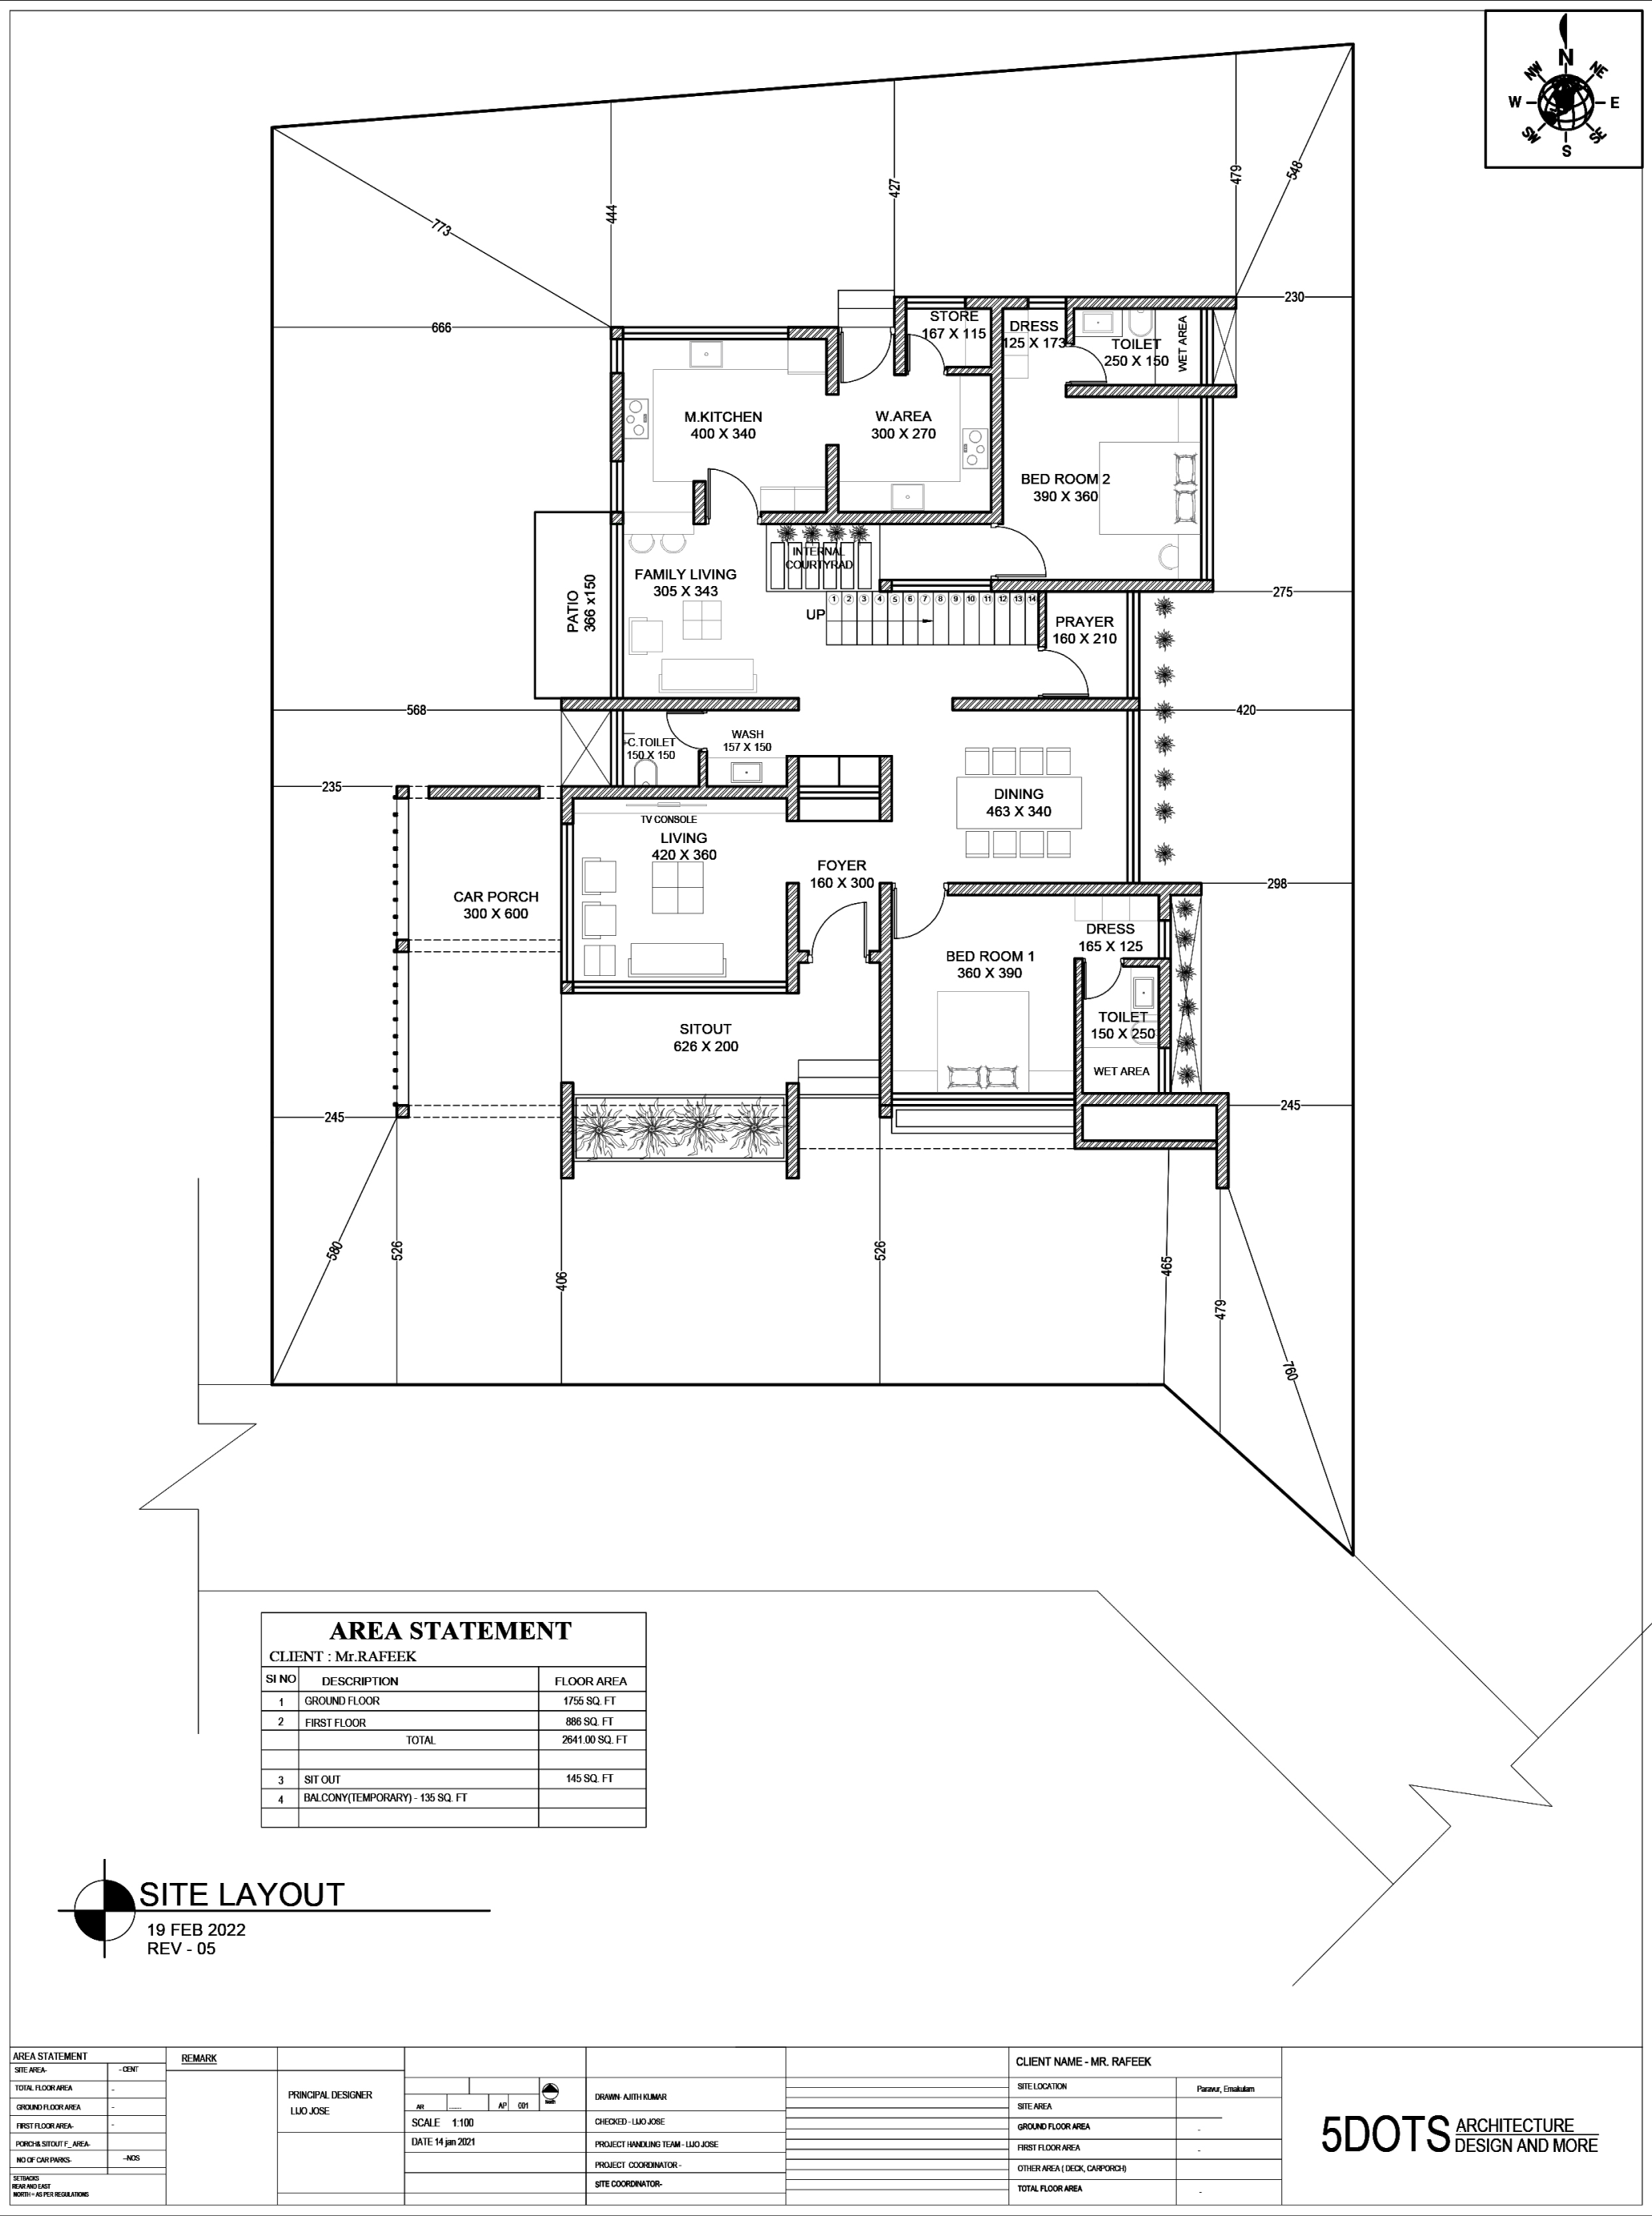 N
NW
NE
W
E
SW
SE
S
773
444
427
479
548
666
230
STORE
167 X 115
DRESS
125 X 173
TOILET
250 X 150
WET AREA
M.KITCHEN
400 X 340
W.AREA
300 X 270
BED ROOM 2
390 X 360
INTERNAL
COURTYRAD
FAMILY LIVING
305 X 343
PATIO
366 x150
275
1 2 3 4 5 6 7 8 9 10 11 12 13 14
UP
PRAYER
160 X 210
568
420
C.TOILET
150 X 150
WASH
157 X 150
235
DINING
463 X 340
TV CONSOLE
LIVING
420 X 360
FOYER
160 X 300
298
CAR PORCH
300 X 600
DRESS
165 X 125
BED ROOM 1
360 X 390
TOILET
150 X 250
SITOUT
626 X 200
WET AREA
245
245
580
526
406
526
465
479
760
AREA STATEMENT
CLIENT : Mr.RAFEEK
SI NO DESCRIPTION FLOOR AREA
1 GROUND FLOOR 1755 SQ. FT
2 FIRST FLOOR 886 SQ. FT
TOTAL 2641.00 SQ. FT
3 SIT OUT 145 SQ. FT
4 BALCONY(TEMPORARY) - 135 SQ. FT
SITE LAYOUT
19 FEB 2022
REV - 05
AREA STATEMENT
SITE AREA- - CENT
TOTAL FLOOR AREA -
GROUND FLOOR AREA -
FIRST FLOOR AREA- -
PORCH& SITOUT F_ AREA-
NO OF CAR PARKS- --NOS
SETBACKS
REAR AND EAST
NORTH = AS PER REGULATIONS
REMARK
PRINCIPAL DESIGNER
LIJO JOSE
AR ........ AP 001
SCALE 1:100
DATE 14 jan 2021
DRAWN- AJITH KUMAR
CHECKED - LIJO JOSE
PROJECT HANDLING TEAM - LIJO JOSE
PROJECT COORDINATOR -
SITE COORDINATOR-
CLIENT NAME - MR. RAFEEK
SITE LOCATION Paravur, Ernakulam
SITE AREA
GROUND FLOOR AREA -
FIRST FLOOR AREA -
OTHER AREA ( DECK, CARPORCH)
TOTAL FLOOR AREA -
5DOTS ARCHITECTURE
DESIGN AND MORE